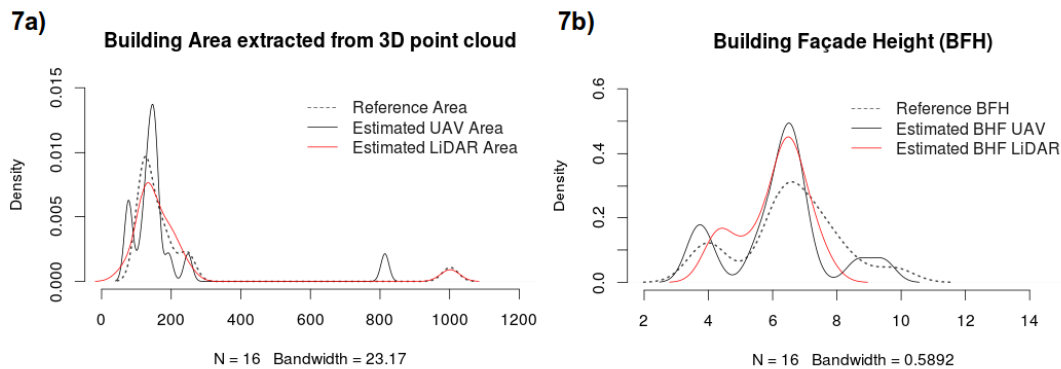 7a)
Building Area extracted from 3D point cloud
Density
0.015
0.010
0.005
0.000
Reference Area
Estimated UAV Area
Estimated LiDAR Area
0 200 400 600 800 1000 1200
N = 16 Bandwidth = 23.17
7b)
Building Façade Height (BFH)
Density
0.6
0.4
0.2
0.0
Reference BFH
Estimated BHF UAV
Estimated BHF LiDAR
2 4 6 8 10 12 14
N = 16 Bandwidth = 0.5892